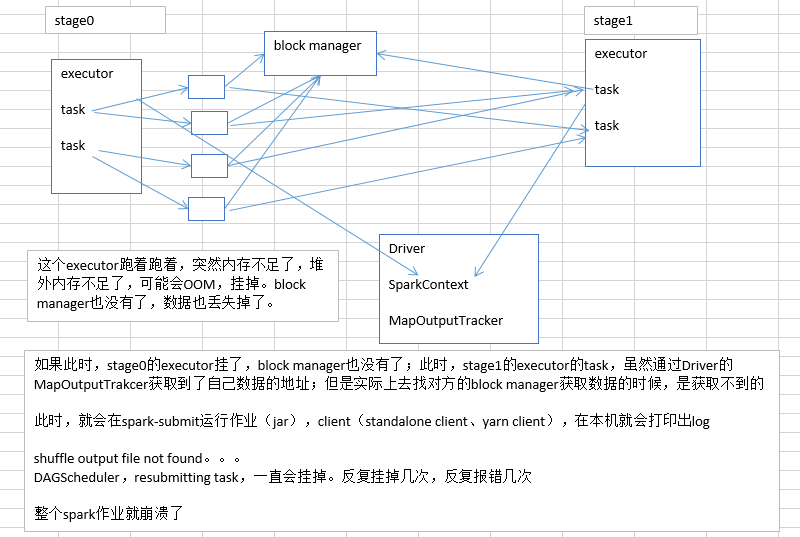 stage0
stage1
block manager
executor
task
task
executor
task
task
Driver
SparkContext
MapOutputTracker
这个executor跑着跑着，突然内存不足了，堆
外内存不足了，可能会OOM，挂掉。block
manager也没有了，数据也丢失掉了。
如果此时，stage0的executor挂了，block manager也没有了；此时，stage1的executor的task，虽然通过Driver的
MapOutputTrakcer获取到了自己数据的地址；但是实际上去找对方的block manager获取数据的时候，是获取不到的
此时，就会在spark-submit运行作业（jar），client（standalone client、yarn client），在本机就会打印出log
shuffle output file not found。。。
DAGScheduler，resubmitting task，一直会挂掉。反复挂掉几次，反复报错几次
整个spark作业就崩溃了